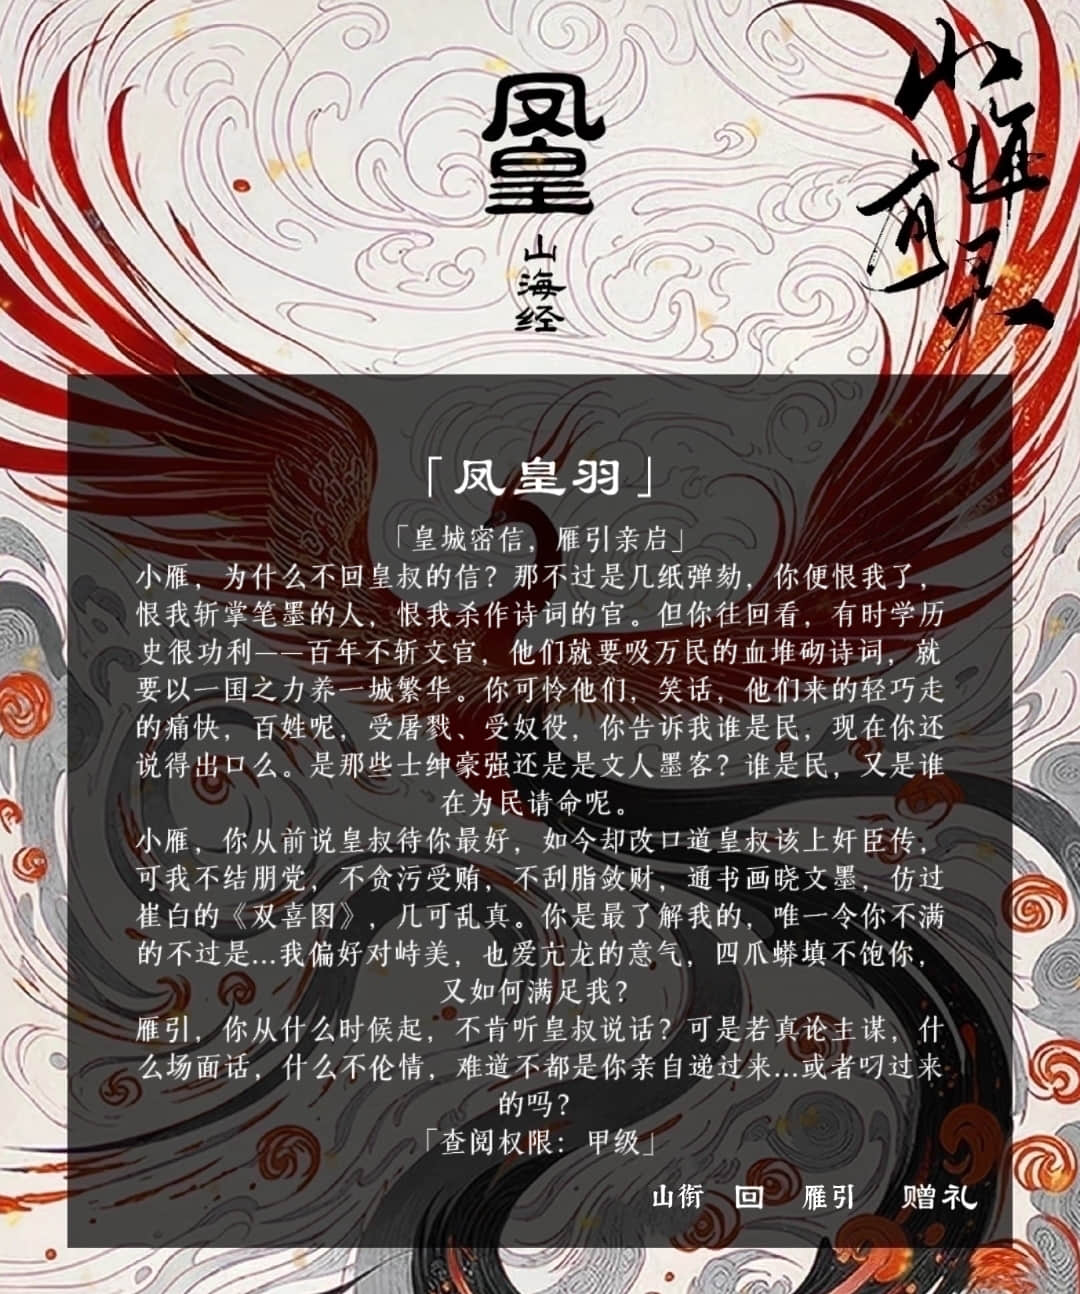 凤皇
山海经
山海有灵
「凤皇羽」
「皇城密信，雁引亲启」
小雁，为什么不回皇叔的信？那不过是几纸弹劾，你便恨我了，
恨我斩掌笔墨的人，恨我杀作诗词的官。但你往回看，有时学历
史很功利——百年不斩文官，他们就要吸万民的血堆砌诗词，就
要以一国之力养一城繁华。你可怜他们，笑话，他们来的轻巧走
的痛快，百姓呢，受屠戮、受奴役，你告诉我谁是民，现在你还
说得出口么。是那些士绅豪强还是是文人墨客？谁是民，又是谁
在为民请命呢。
小雁，你从前说皇叔待你最好，如今却改口道皇叔该上奸臣传，
可我不结朋党，不贪污受贿，不刮脂敛财，通书画晓文墨，仿过
崔白的《双喜图》，几可乱真。你是最了解我的，唯一令你不满
的不过是...我偏好对峙美，也爱亢龙的意气，四爪蟒填不饱你，
又如何满足我？
雁引，你从什么时候起，不肯听皇叔说话？可是若真论主谋，什
么场面话，什么不伦情，难道不都是你亲自递过来...或者叼过来
的吗？
「查阅权限：甲级」
山衔 回 雁引 赠礼